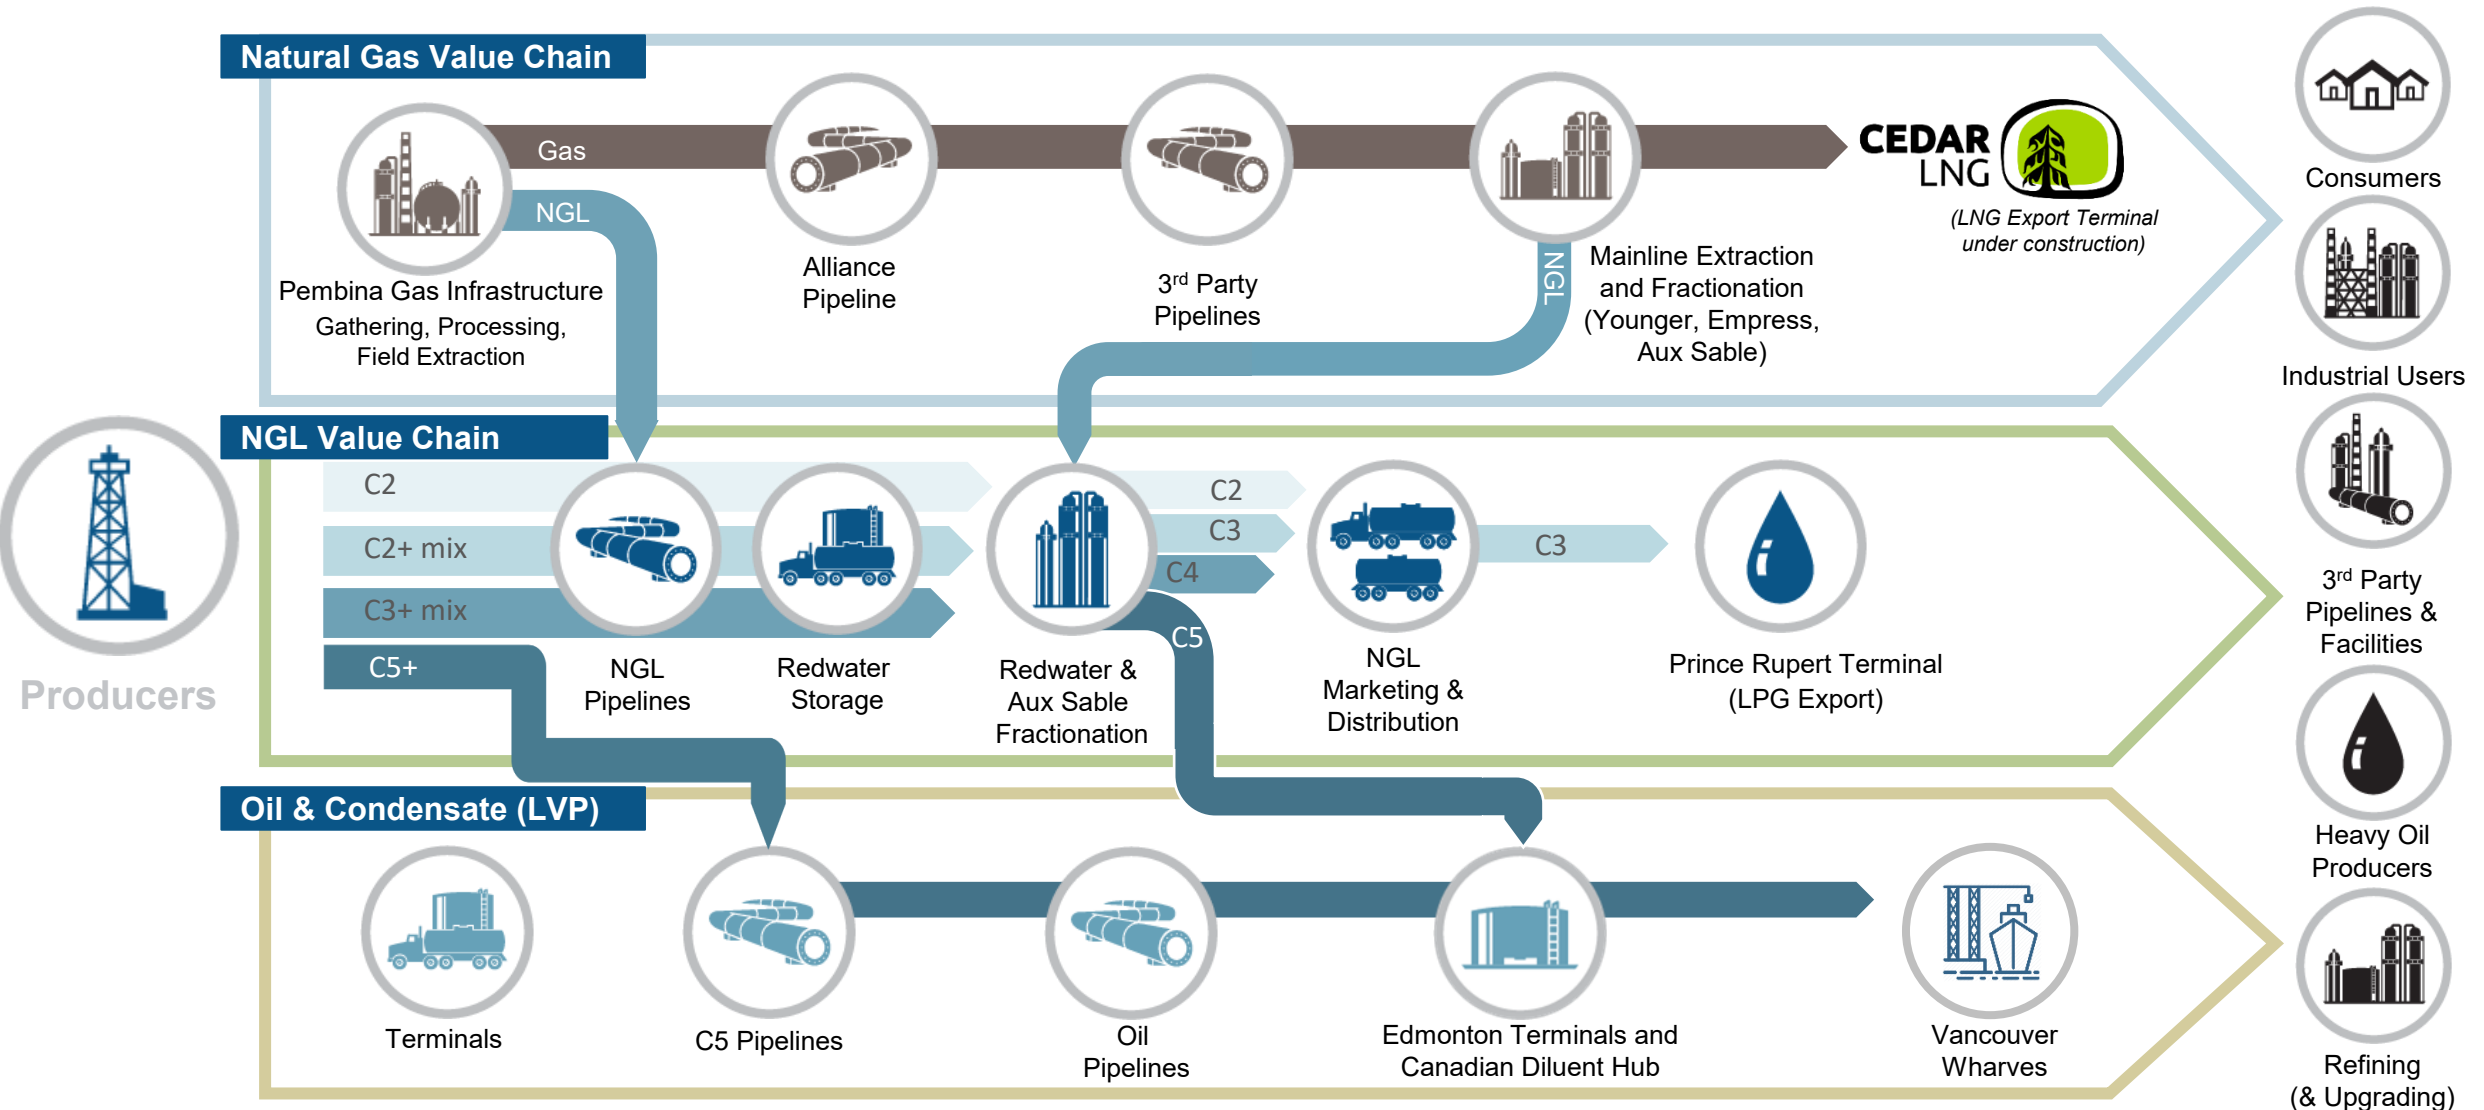 Natural Gas Value Chain
Gas
NGL
Pembina Gas Infrastructure
Gathering, Processing,
Field Extraction
Alliance
Pipeline
3rd Party
Pipelines
NGL
Mainline Extraction
and Fractionation
(Younger, Empress,
Aux Sable)
CEDAR
LNG
(LNG Export Terminal
under construction)
Producers
NGL Value Chain
C2
C2+ mix
C3+ mix
C5+
NGL
Pipelines
Redwater
Storage
Redwater &
Aux Sable
Fractionation
C2
C3
C4
C5
NGL
Marketing &
Distribution
C3
Prince Rupert Terminal
(LPG Export)
Oil & Condensate (LVP)
Terminals
C5 Pipelines
Oil
Pipelines
Edmonton Terminals and
Canadian Diluent Hub
Vancouver
Wharves
Consumers
Industrial Users
3rd Party
Pipelines &
Facilities
Heavy Oil
Producers
Refining
(& Upgrading)